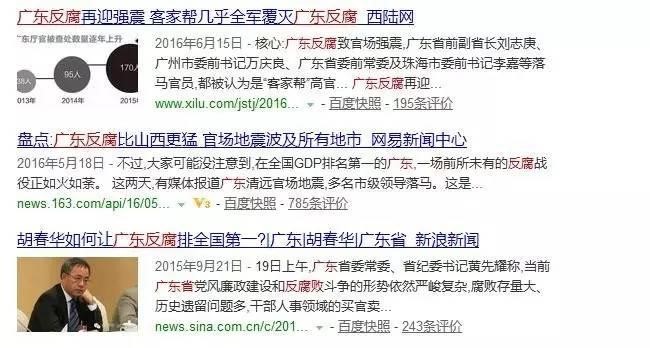 广东反腐再迎强震 客家帮几乎全军覆灭广东反腐_西陆网
"东厅官被查处数量逐年上升
38人
95人
170人
2013年
2014年
2015年
2016年6月15日 - 核心:广东反腐致官场强震,广东省前副省长刘志庚、
广州市委前书记万庆良、广东省委前常委及珠海市委前书记李嘉等落
马官员,都被认为是“客家帮”高官... 广东反腐再迎...
www.xilu.com/jstj/2016... - 百度快照 - 195条评价
盘点:广东反腐比山西更猛 官场地震波及所有地市_网易新闻中心
2016年5月18日 - 不过,大家可能没注意到,在全国GDP排名第一的广东,一场前所未有的反腐战
役正如火如荼。 这两天,有媒体报道广东清远官场地震,多名市级领导落马。这是...
news.163.com/api/16/05... V3 - 百度快照 - 785条评价
胡春华如何让广东反腐排全国第一?|广东|胡春华|广东省_新浪新闻
2015年9月21日 - 19日上午,广东省委常委、省纪委书记黄先耀称,当前
广东省党风廉政建设和反腐败斗争的形势依然严峻复杂,腐败存量大、
历史遗留问题多,干部人事领域的买官卖...
news.sina.com.cn/c/201... - 百度快照 - 243条评价